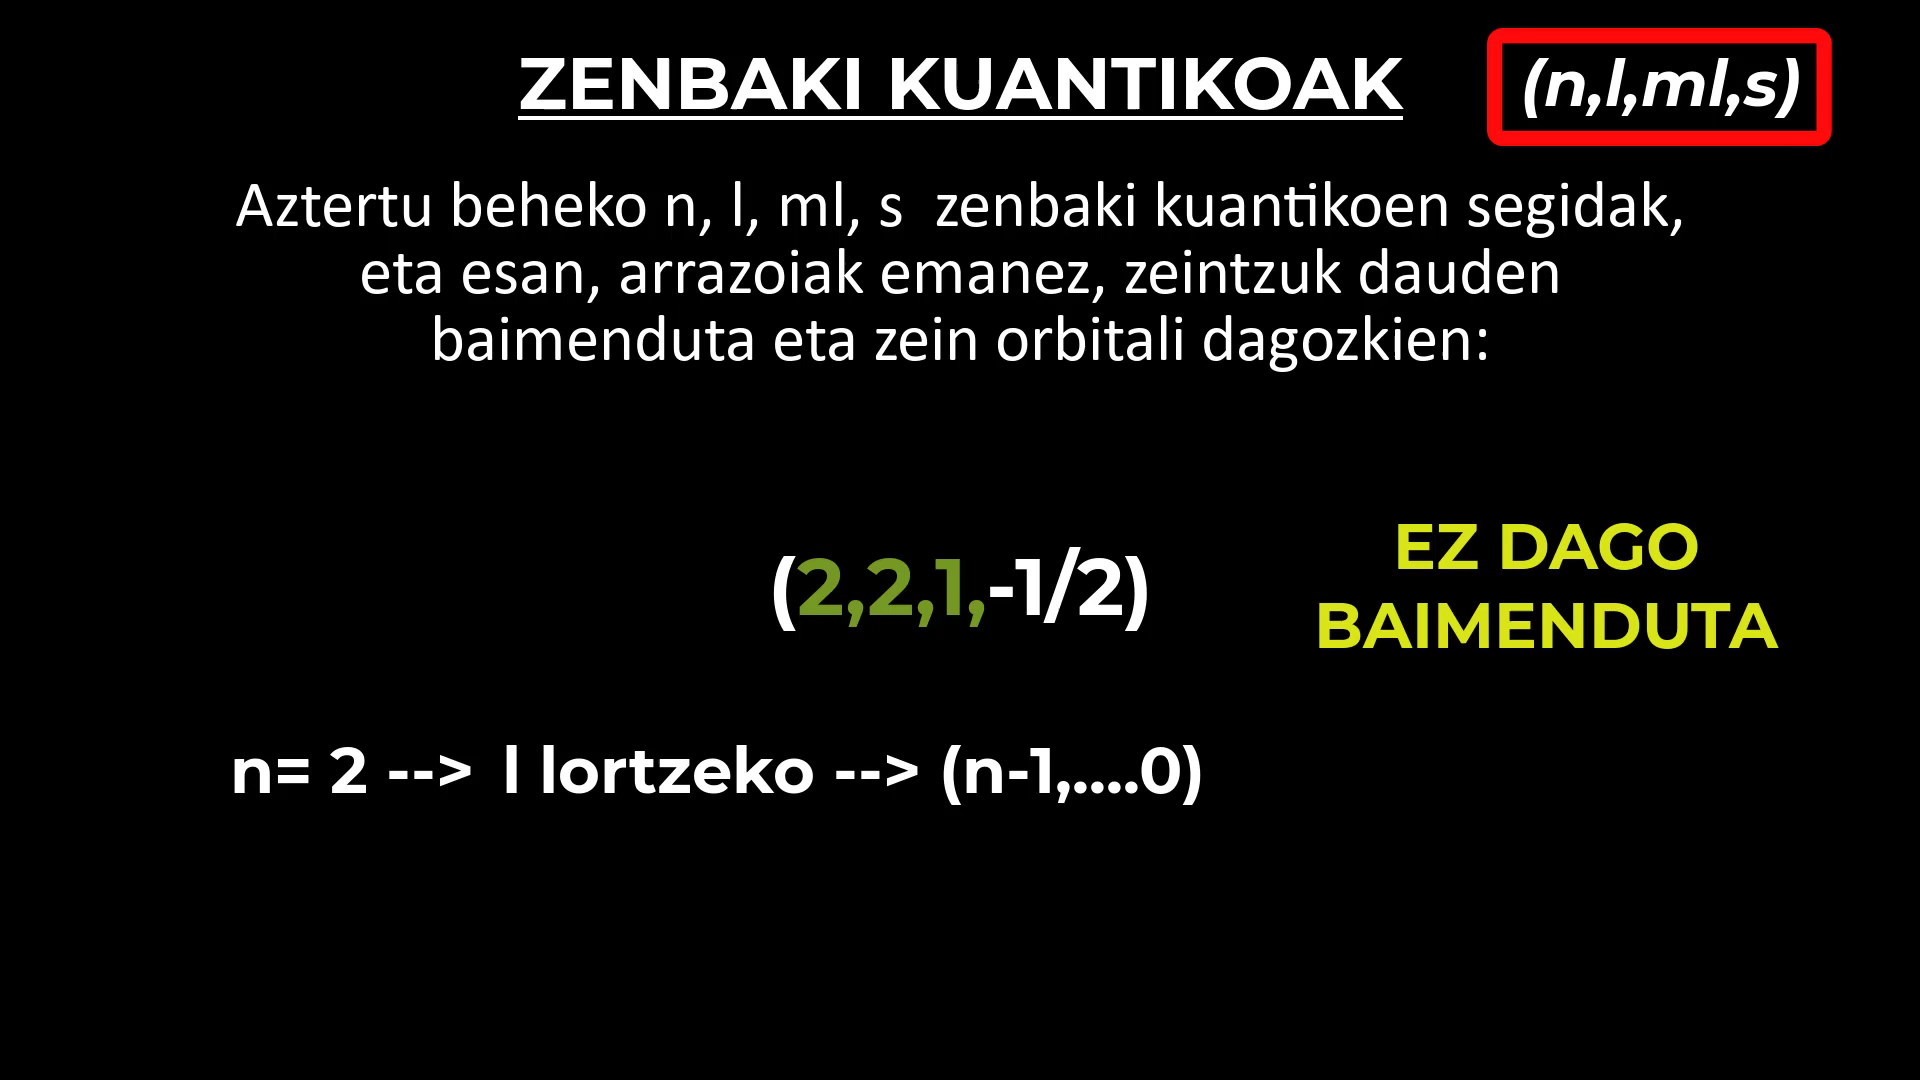 ZENBAKI KUANTIKOAK
(n,l,ml,s)
Aztertu beheko n, l, ml, s zenbaki kuantikoen segidak,
eta esan, arrazoiak emanez, zeintzuk dauden
baimenduta eta zein orbitali dagozkien:
(2,2,1,-1/2)
EZ DAGO
BAIMENDUTA
n= 2 --> l lortzeko --> (n-1,....0)